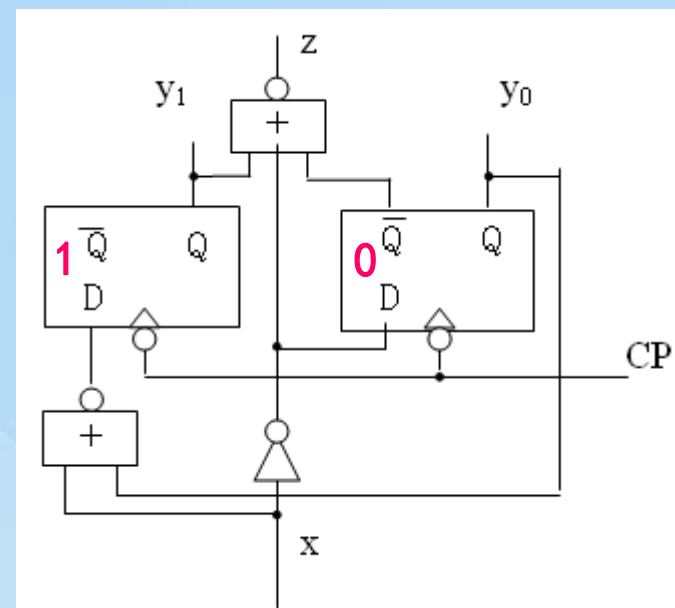 z
y₁
y₀
+
1 Q̅ Q
0 Q̅ Q
D
D
CP
+
x